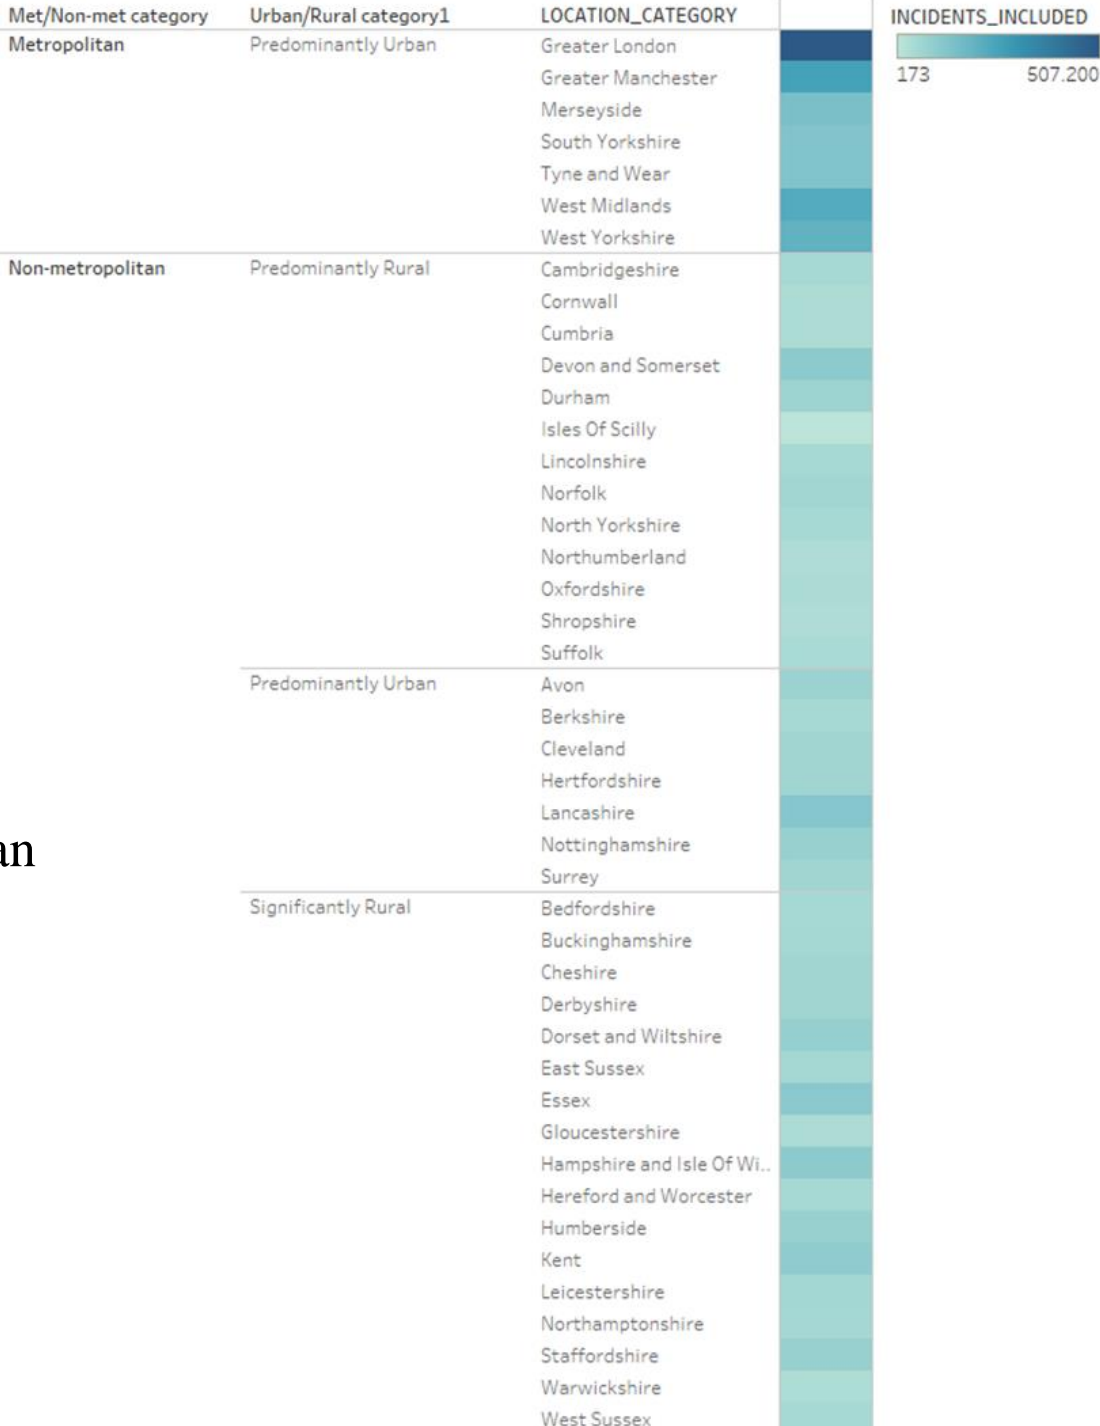 Met/Non-met category Urban/Rural category1 LOCATION_CATEGORY INCIDENTS_INCLUDED
Metropolitan Predominantly Urban Greater London
173 507.200
Greater Manchester
Merseyside
South Yorkshire
Tyne and Wear
West Midlands
West Yorkshire
Non-metropolitan Predominantly Rural Cambridgeshire
Cornwall
Cumbria
Devon and Somerset
Durham
Isles Of Scilly
Lincolnshire
Norfolk
North Yorkshire
Northumberland
Oxfordshire
Shropshire
Suffolk
Predominantly Urban Avon
Berkshire
Cleveland
Hertfordshire
Lancashire
an
Nottinghamshire
Surrey
Significantly Rural Bedfordshire
Buckinghamshire
Cheshire
Derbyshire
Dorset and Wiltshire
East Sussex
Essex
Gloucestershire
Hampshire and Isle Of Wi..
Hereford and Worcester
Humberside
Kent
Leicestershire
Northamptonshire
Staffordshire
Warwickshire
West Sussex